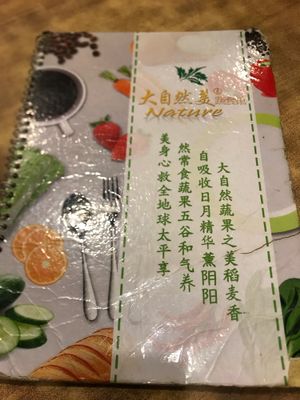 大自然美
Nature
大自然蔬果之美稻麦香
自吸收日月精华薰阴阳
然常食蔬果五谷和气养
美身心救全地球太平享